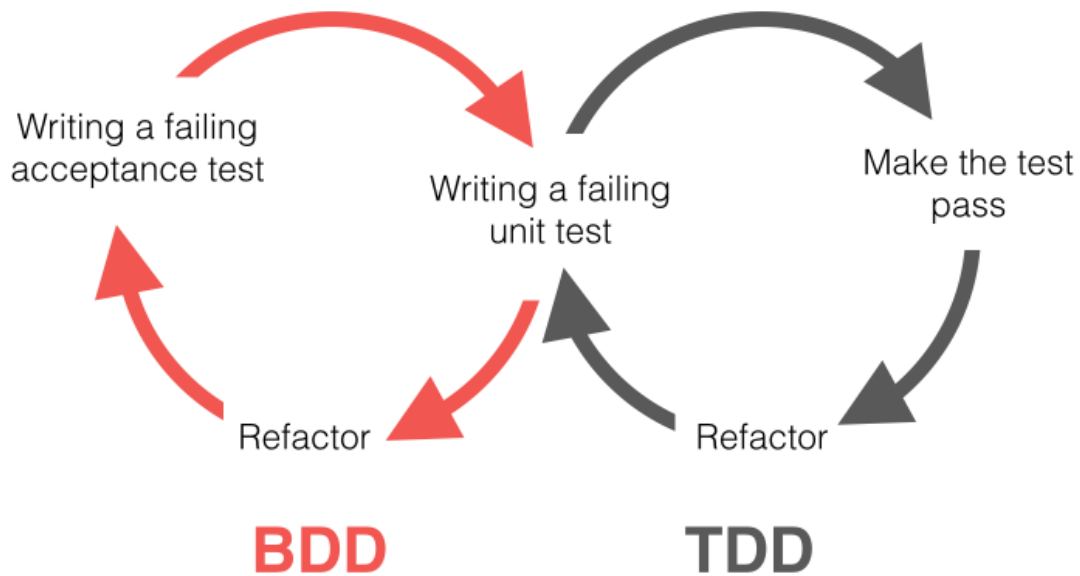 Writing a failing
acceptance test
Writing a failing
unit test
Make the test
pass
Refactor
Refactor
BDD
TDD